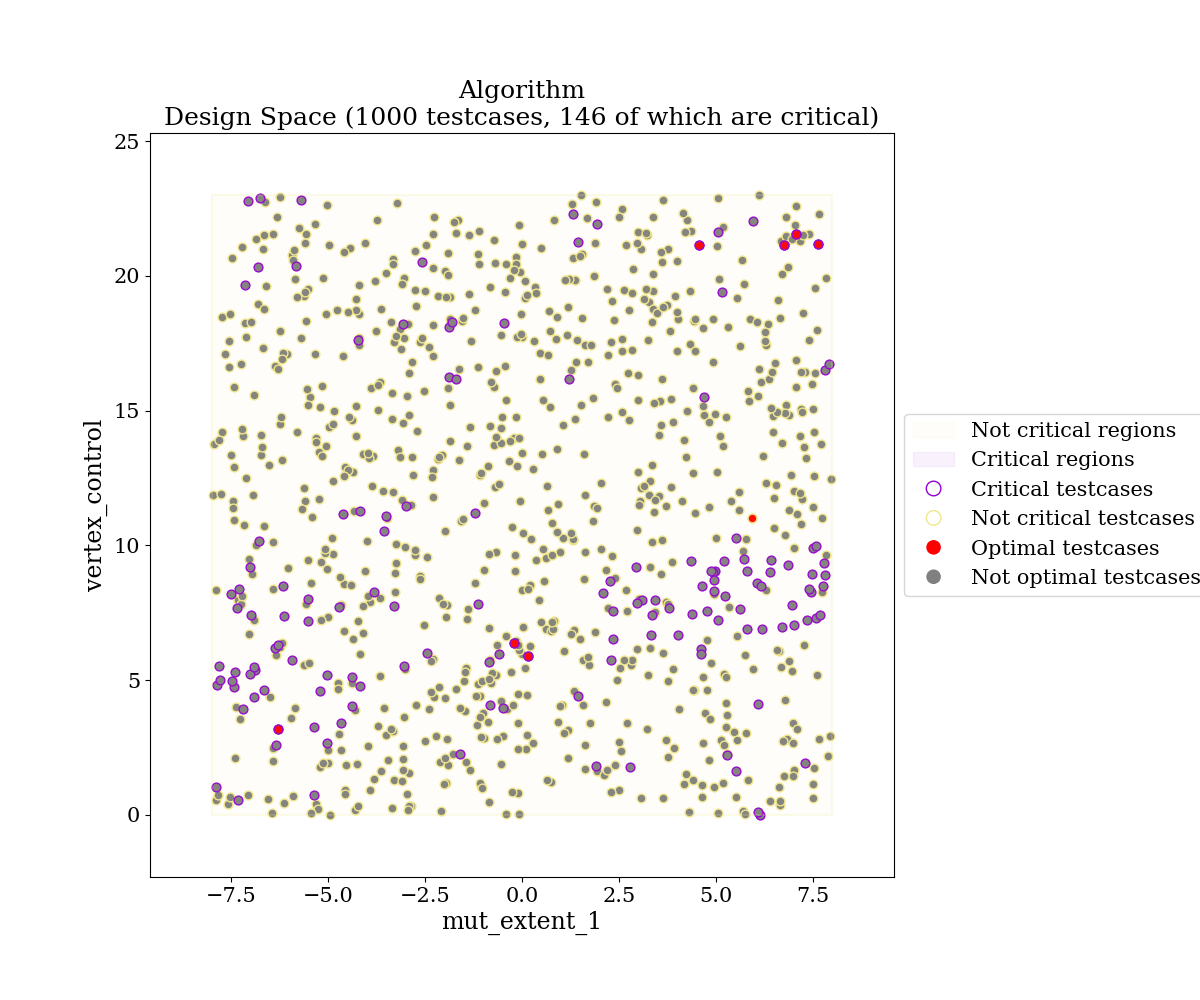 Algorithm
Design Space (1000 testcases, 146 of which are critical)
25
20
15
10
5
0
vertex_control
−7.5
−5.0
−2.5
0.0
2.5
5.0
7.5
mut_extent_1
Not critical regions
Critical regions
Critical testcases
Not critical testcases
Optimal testcases
Not optimal testcases